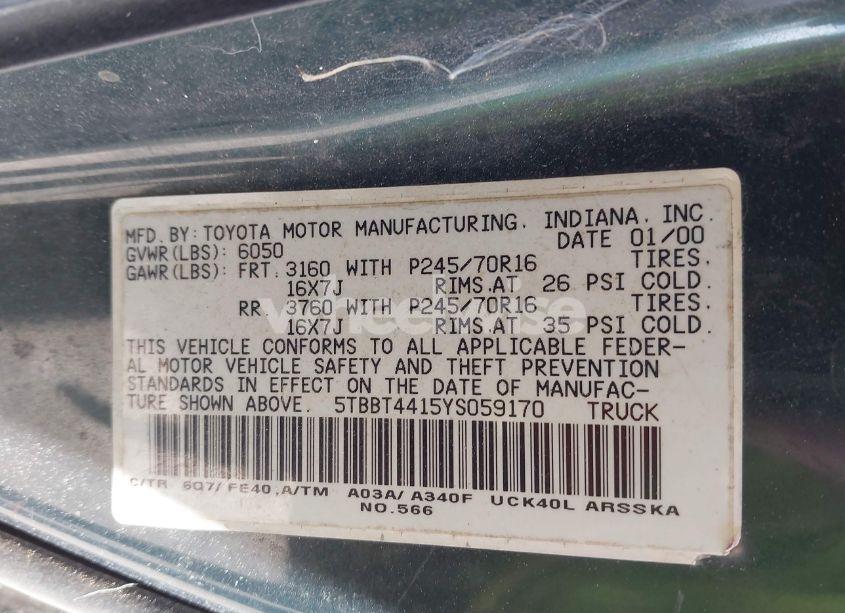 MFD. BY: TOYOTA MOTOR MANUFACTURING, INDIANA, INC.
GVWR(LBS): 6050 DATE 01/00
GAWR(LBS): FRT. 3160 WITH P245/70R16 TIRES.
16X7J RIMS.AT 26 PSI COLD.
RR. 3760 WITH P245/70R16 TIRES.
16X7J RIMS.AT 35 PSI COLD.
THIS VEHICLE CONFORMS TO ALL APPLICABLE FEDER-
AL MOTOR VEHICLE SAFETY AND THEFT PREVENTION
STANDARDS IN EFFECT ON THE DATE OF MANUFAC-
TURE SHOWN ABOVE. 5TBBT4415YS059170 TRUCK
C/TR 6Q7/FE40,A/TM A03A/A340F UCK40L ARSSKA
NO.566